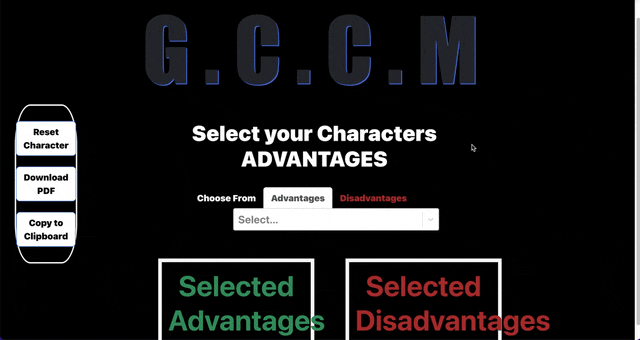 G.C.C.M
Reset
Character
Download
PDF
Copy to
Clipboard
Select your Characters
ADVANTAGES
Choose From Advantages Disadvantages
Select...
Selected
Advantages
Selected
Disadvantages